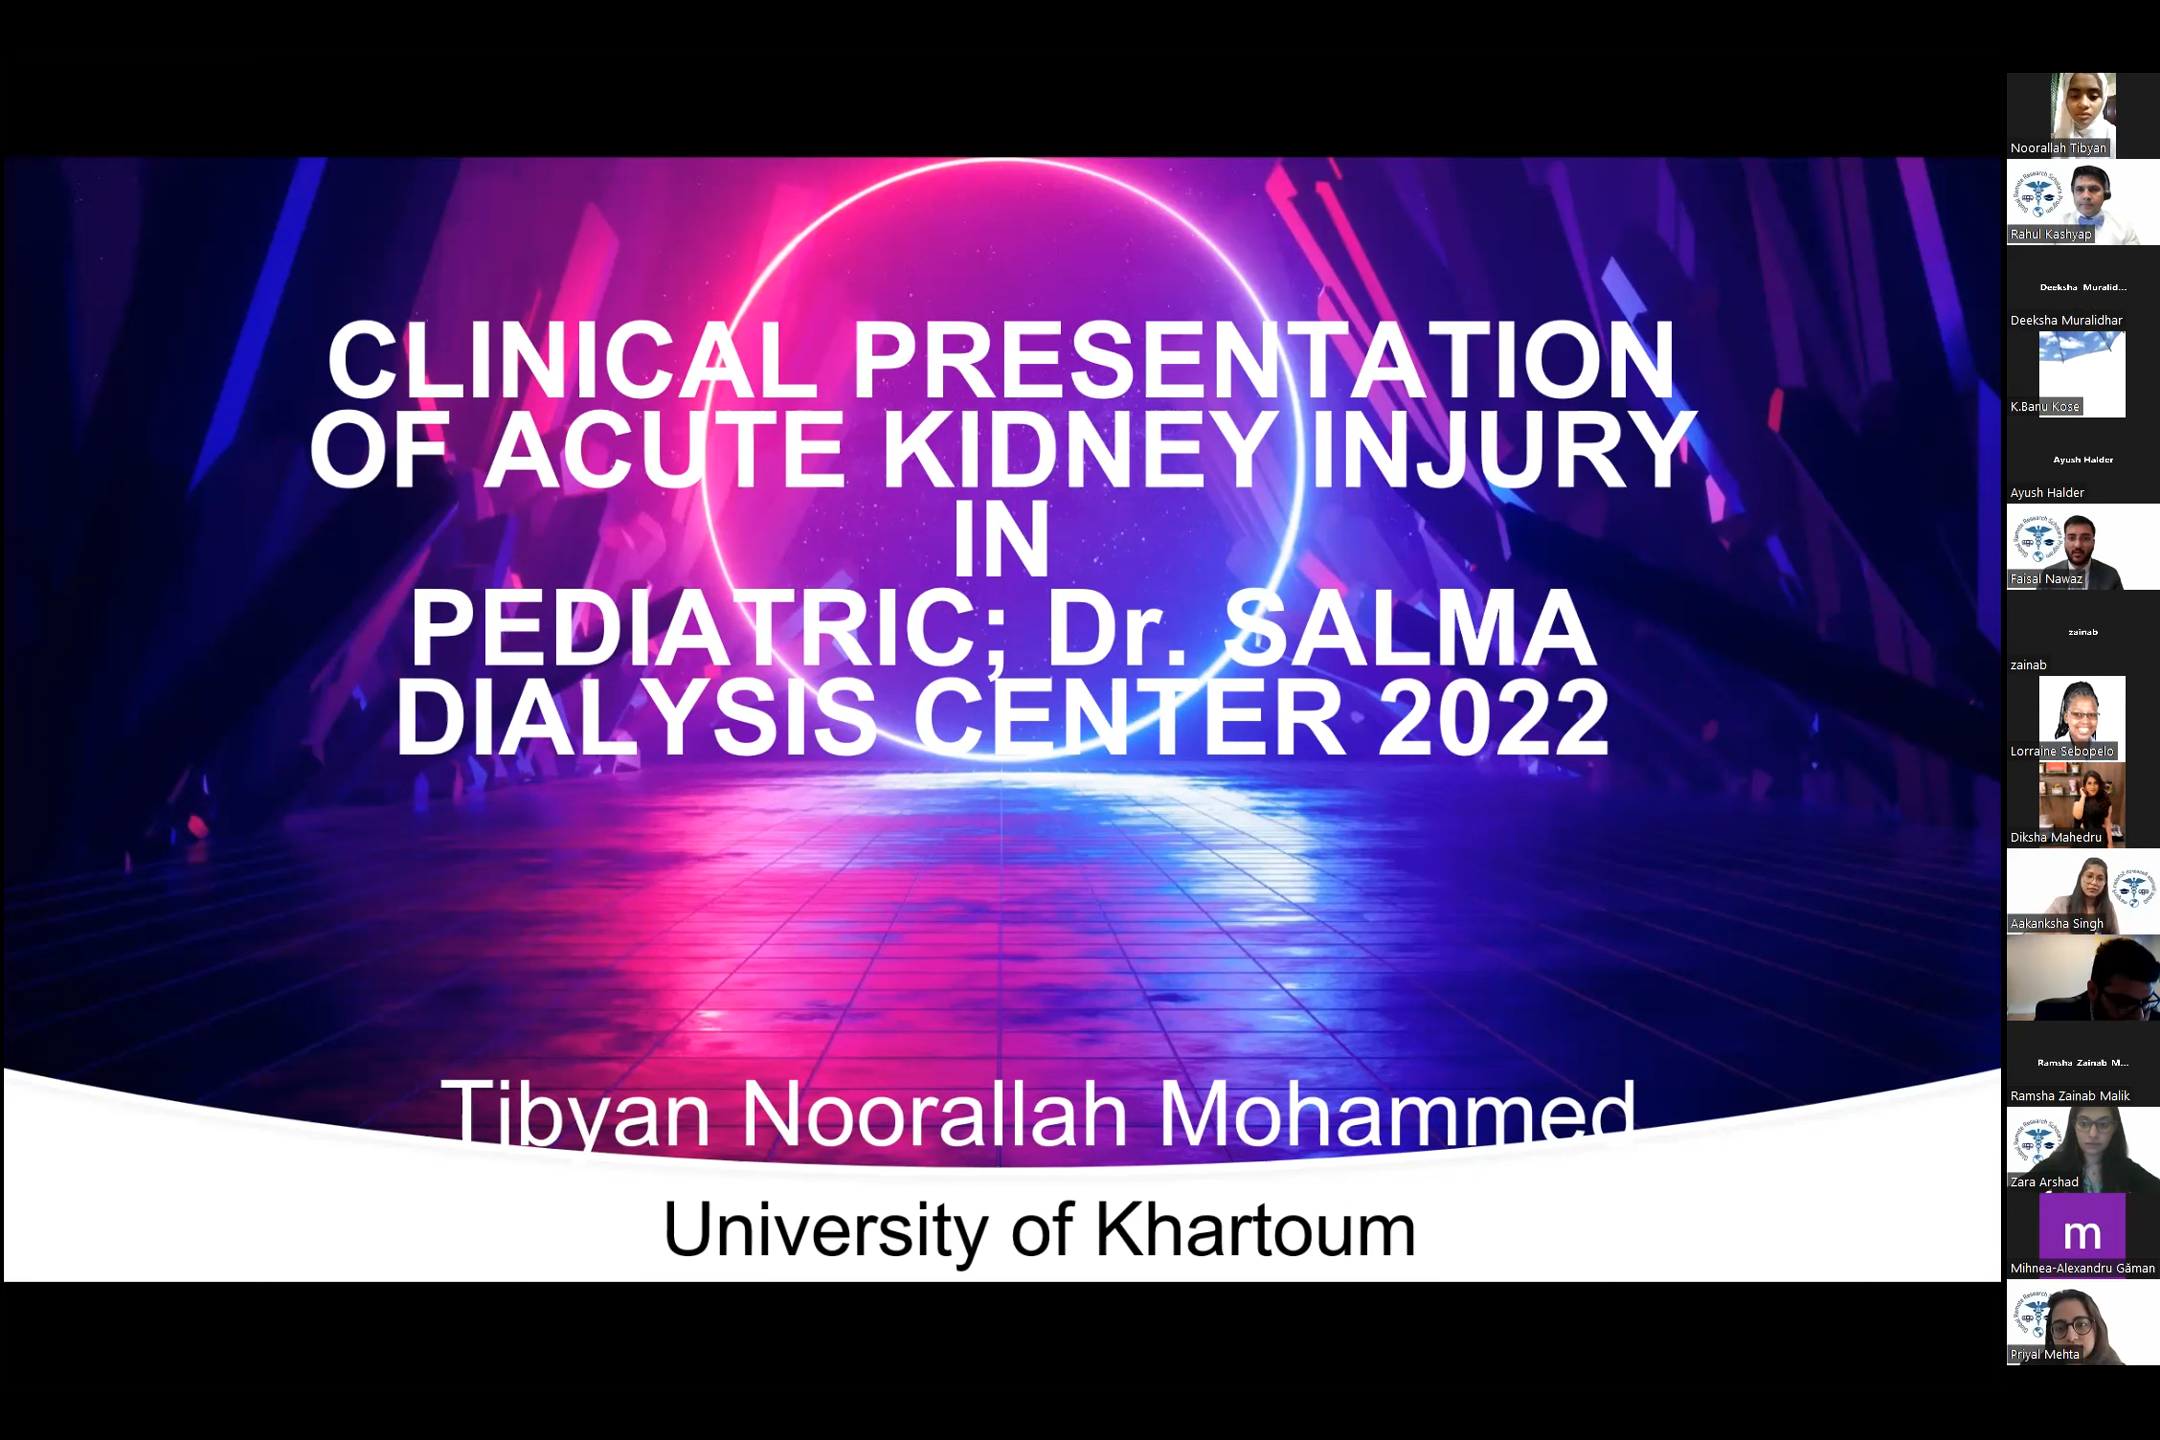 CLINICAL PRESENTATION
OF ACUTE KIDNEY INJURY
IN
PEDIATRIC; Dr. SALMA
DIALYSIS CENTER 2022
Tibyan Noorallah Mohammed
University of Khartoum
Noorallah Tibyan
Rahul Kashyap
Deeksha Muralid...
Deeksha Muralidhar
K.Banu Kose
Ayush Halder
Ayush Halder
Faisal Nawaz
zainab
zainab
Lorraine Sebopelo
Diksha Mahedru
Aakanksha Singh
Ramsha Zainab M...
Ramsha Zainab Malik
Zara Arshad
m
Mihnea-Alexandru Găman
Priyal Mehta